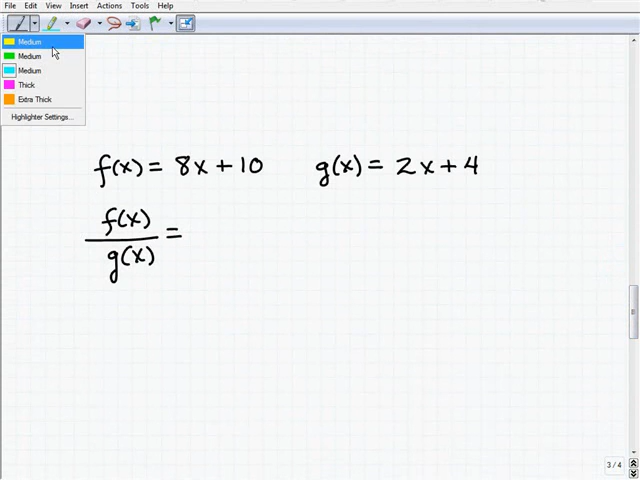 File Edit View Insert Actions Tools Help
Medium
Medium
Medium
Thick
Extra Thick
Highlighter Settings...
f(x) = 8x + 10 g(x) = 2x + 4
f(x)
=
g(x)
3 / 4